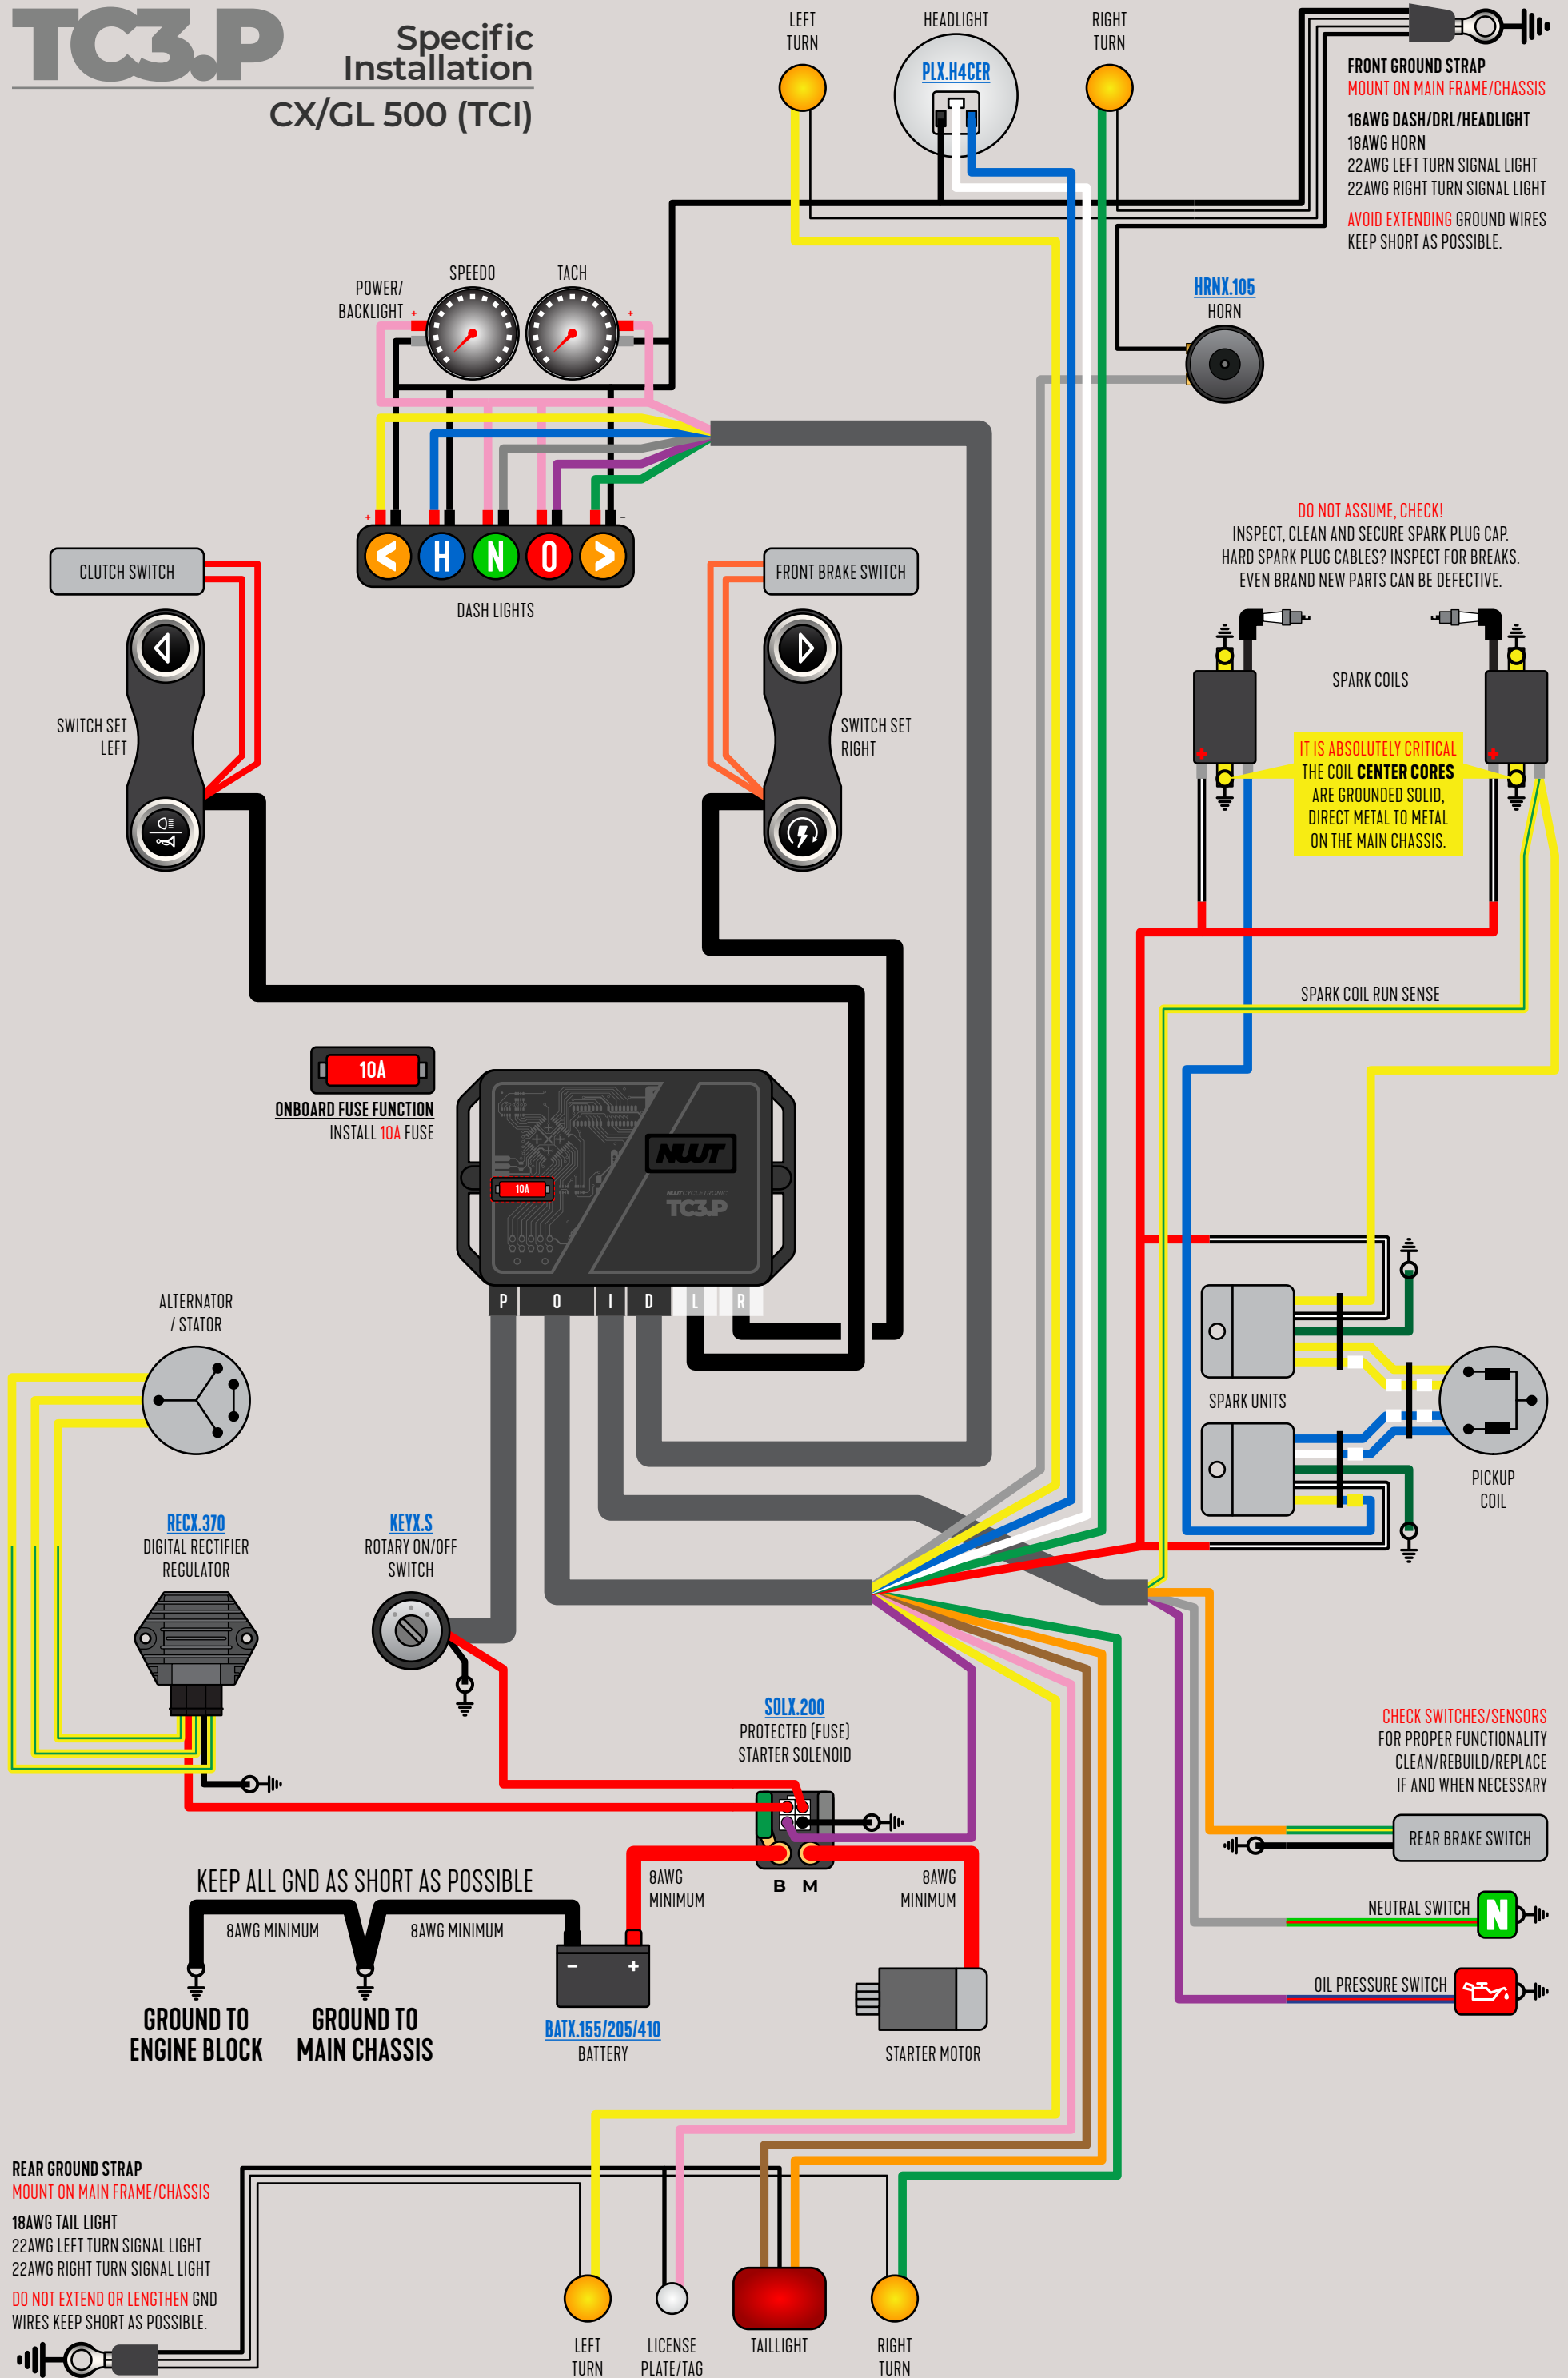 TC3.P
Specific
Installation
CX/GL 500 (TCI)
LEFT
TURN
HEADLIGHT
PLX.H4CER
RIGHT
TURN
FRONT GROUND STRAP
MOUNT ON MAIN FRAME/CHASSIS
16AWG DASH/DRL/HEADLIGHT
18AWG HORN
22AWG LEFT TURN SIGNAL LIGHT
22AWG RIGHT TURN SIGNAL LIGHT
AVOID EXTENDING GROUND WIRES
KEEP SHORT AS POSSIBLE.
SPEEDO
TACH
POWER/
BACKLIGHT
+
+
HRNX.105
HORN
+
-
< H N O >
DASH LIGHTS
CLUTCH SWITCH
FRONT BRAKE SWITCH
SWITCH SET
LEFT
SWITCH SET
RIGHT
DO NOT ASSUME, CHECK!
INSPECT, CLEAN AND SECURE SPARK PLUG CAP.
HARD SPARK PLUG CABLES? INSPECT FOR BREAKS.
EVEN BRAND NEW PARTS CAN BE DEFECTIVE.
SPARK COILS
+
+
IT IS ABSOLUTELY CRITICAL
THE COIL CENTER CORES
ARE GROUNDED SOLID,
DIRECT METAL TO METAL
ON THE MAIN CHASSIS.
SPARK COIL RUN SENSE
10A
ONBOARD FUSE FUNCTION
INSTALL 10A FUSE
NWT
10A
NWT CYCLETRONIC
TC3.P
P O I D L R
ALTERNATOR
/ STATOR
SPARK UNITS
PICKUP
COIL
RECX.370
DIGITAL RECTIFIER
REGULATOR
KEYX.S
ROTARY ON/OFF
SWITCH
SOLX.200
PROTECTED (FUSE)
STARTER SOLENOID
B M
8AWG
MINIMUM
8AWG
MINIMUM
KEEP ALL GND AS SHORT AS POSSIBLE
8AWG MINIMUM
8AWG MINIMUM
- +
GROUND TO
ENGINE BLOCK
GROUND TO
MAIN CHASSIS
BATX.155/205/410
BATTERY
STARTER MOTOR
CHECK SWITCHES/SENSORS
FOR PROPER FUNCTIONALITY
CLEAN/REBUILD/REPLACE
IF AND WHEN NECESSARY
REAR BRAKE SWITCH
NEUTRAL SWITCH
N
OIL PRESSURE SWITCH
REAR GROUND STRAP
MOUNT ON MAIN FRAME/CHASSIS
18AWG TAIL LIGHT
22AWG LEFT TURN SIGNAL LIGHT
22AWG RIGHT TURN SIGNAL LIGHT
DO NOT EXTEND OR LENGTHEN GND
WIRES KEEP SHORT AS POSSIBLE.
LEFT
TURN
LICENSE
PLATE/TAG
TAILLIGHT
RIGHT
TURN